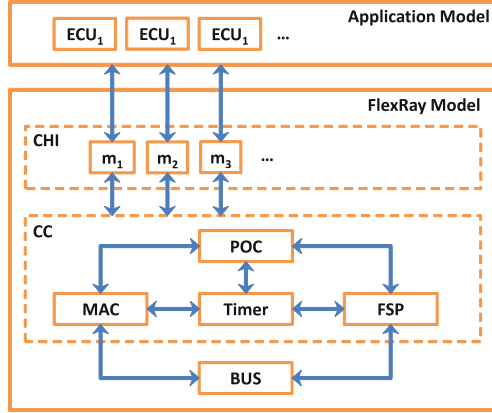 Application Model
ECU₁ ECU₁ ECU₁ ...
FlexRay Model
CHI
m₁ m₂ m₃ ...
CC
POC
MAC Timer FSP
BUS